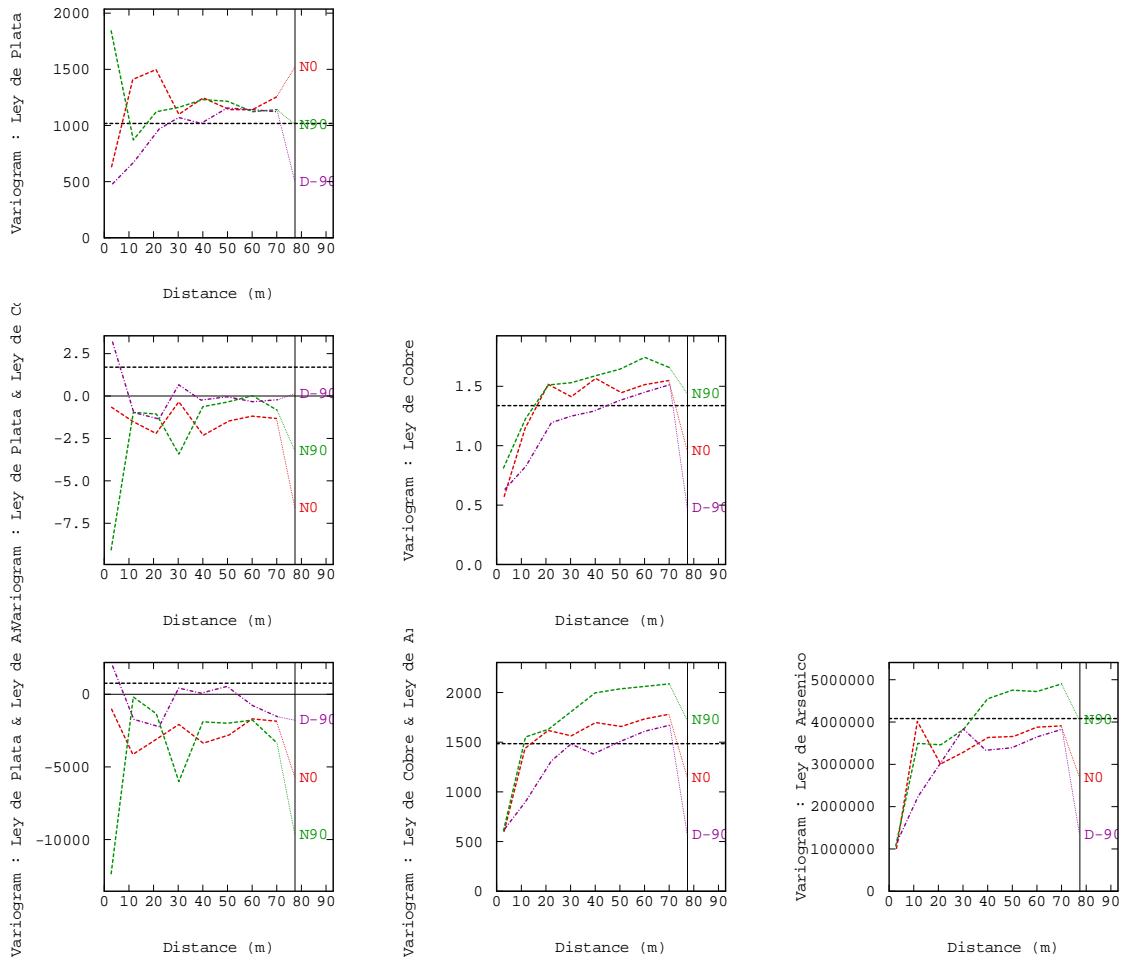 Variogram : Ley de Plata
2000
1500
1000
500
0
N0
N90
D-90
0 10 20 30 40 50 60 70 80 90
Distance (m)
Variogram : Ley de Plata & Ley de
2.5
0.0
-2.5
-5.0
-7.5
D-90
N90
N0
0 10 20 30 40 50 60 70 80 90
Distance (m)
Variogram : Ley de Cobre
1.5
1.0
0.5
0.0
N90
N0
D-90
0 10 20 30 40 50 60 70 80 90
Distance (m)
Variogram : Ley de Plata & Ley de
0
-5000
-10000
D-90
N0
N90
0 10 20 30 40 50 60 70 80 90
Distance (m)
Variogram : Ley de Cobre & Ley de
2000
1500
1000
500
0
N90
N0
D-90
0 10 20 30 40 50 60 70 80 90
Distance (m)
Variogram : Ley de Arsenico
5000000
4000000
3000000
2000000
1000000
0
N90
N0
D-90
0 10 20 30 40 50 60 70 80 90
Distance (m)